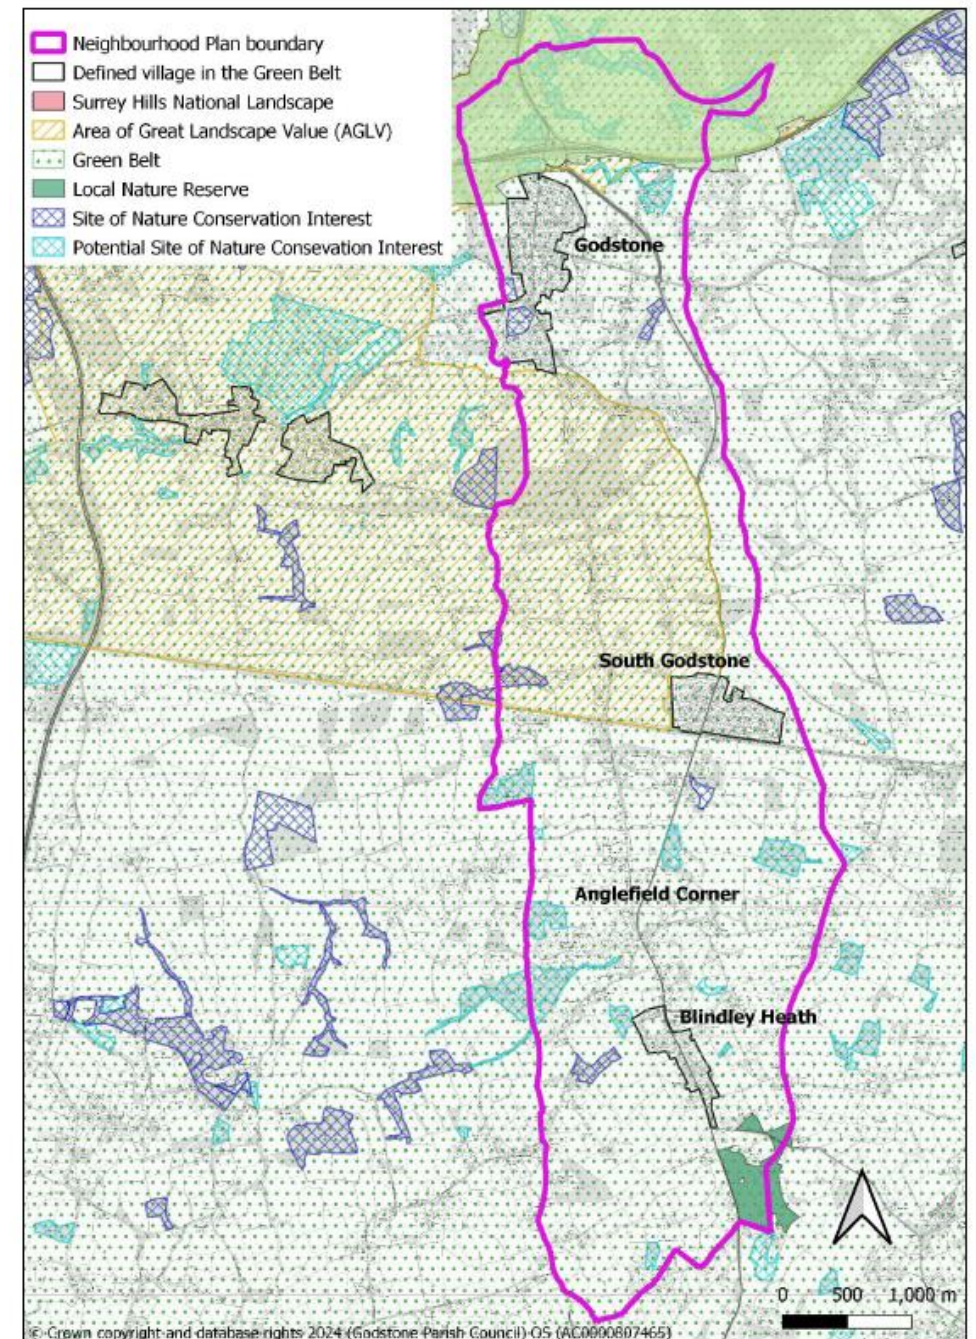 Neighbourhood Plan boundary
Defined village in the Green Belt
Surrey Hills National Landscape
Area of Great Landscape Value (AGLV)
Green Belt
Local Nature Reserve
Site of Nature Conservation Interest
Potential Site of Nature Consevation Interest
Godstone
South Godstone
Anglefield Corner
Blindley Heath
0 500 1,000 m
© Crown copyright and database rights 2024 (Godstone Parish Council) OS (AC0000807465)